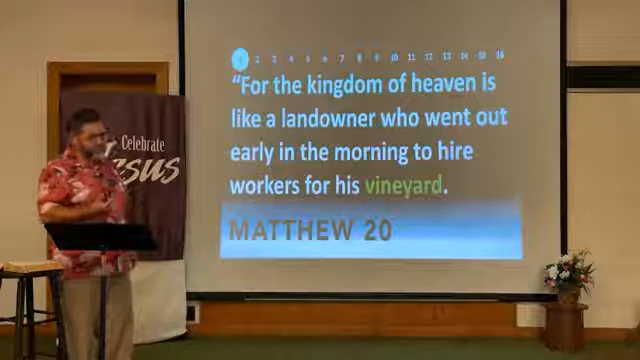 1 2 3 4 5 6 7 8 9 10 11 12 13 14 15 16
“For the kingdom of heaven is
like a landowner who went out
early in the morning to hire
workers for his vineyard.
MATTHEW 20
Celebrate
esus